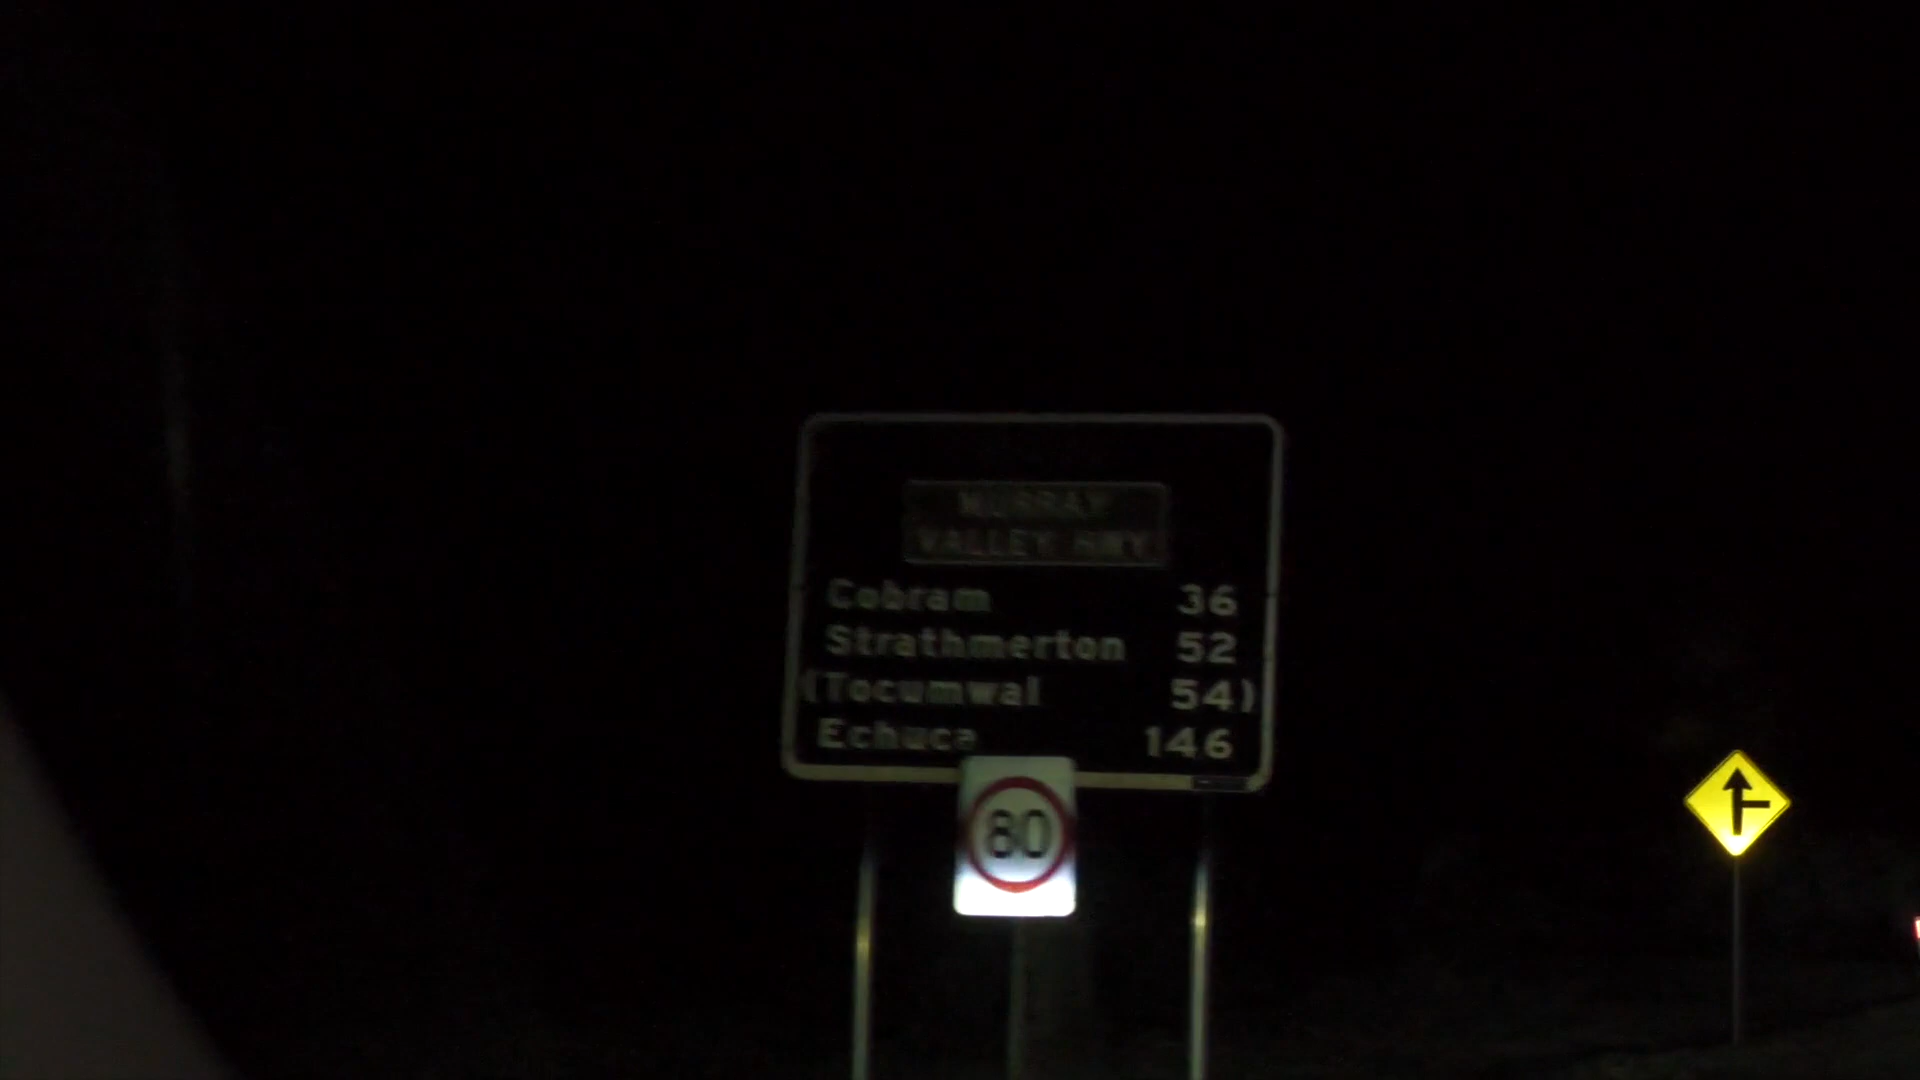 MURRAY
VALLEY HWY
Cobram 36
Strathmerton 52
(Tocumwal 54)
Echuca 146
80